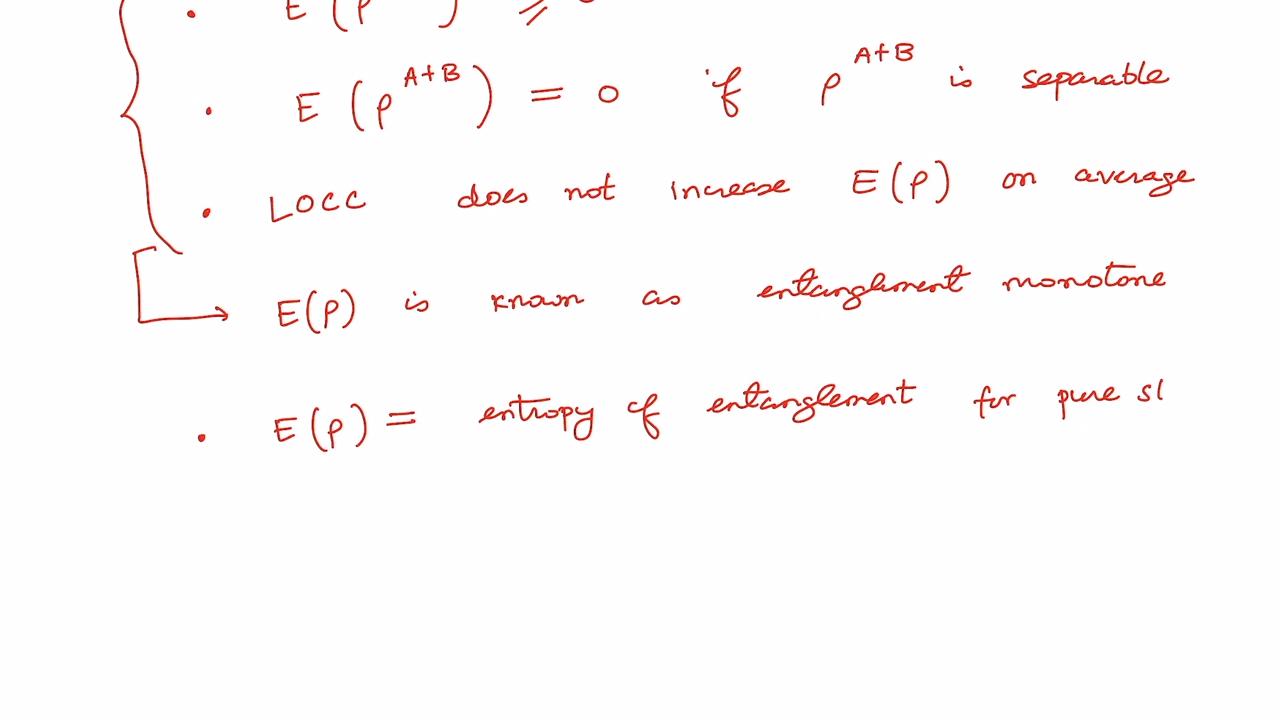 • E (ρ ) ≥
• E (ρ^{A+B}) = 0 if ρ^{A+B} is separable
• LOCC does not increase E(ρ) on average
E(ρ) is known as entanglement monotone
• E(ρ) = entropy of entanglement for pure